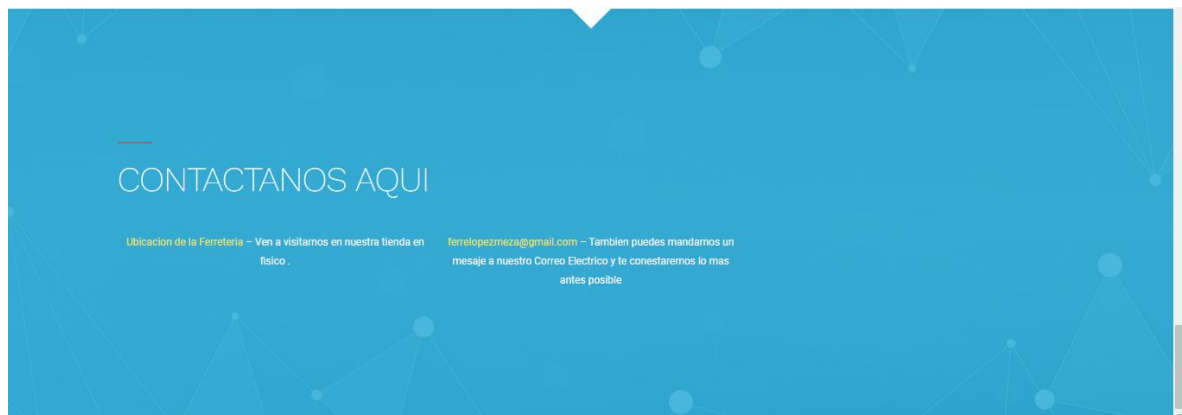 CONTACTANOS AQUI
Ubicacion de la Ferreteria – Ven a visitarnos en nuestra tienda en
fisico .
ferrelopezmeza@gmail.com – Tambien puedes mandarnos un
mesaje a nuestro Correo Electrico y te conestaremos lo mas
antes posible